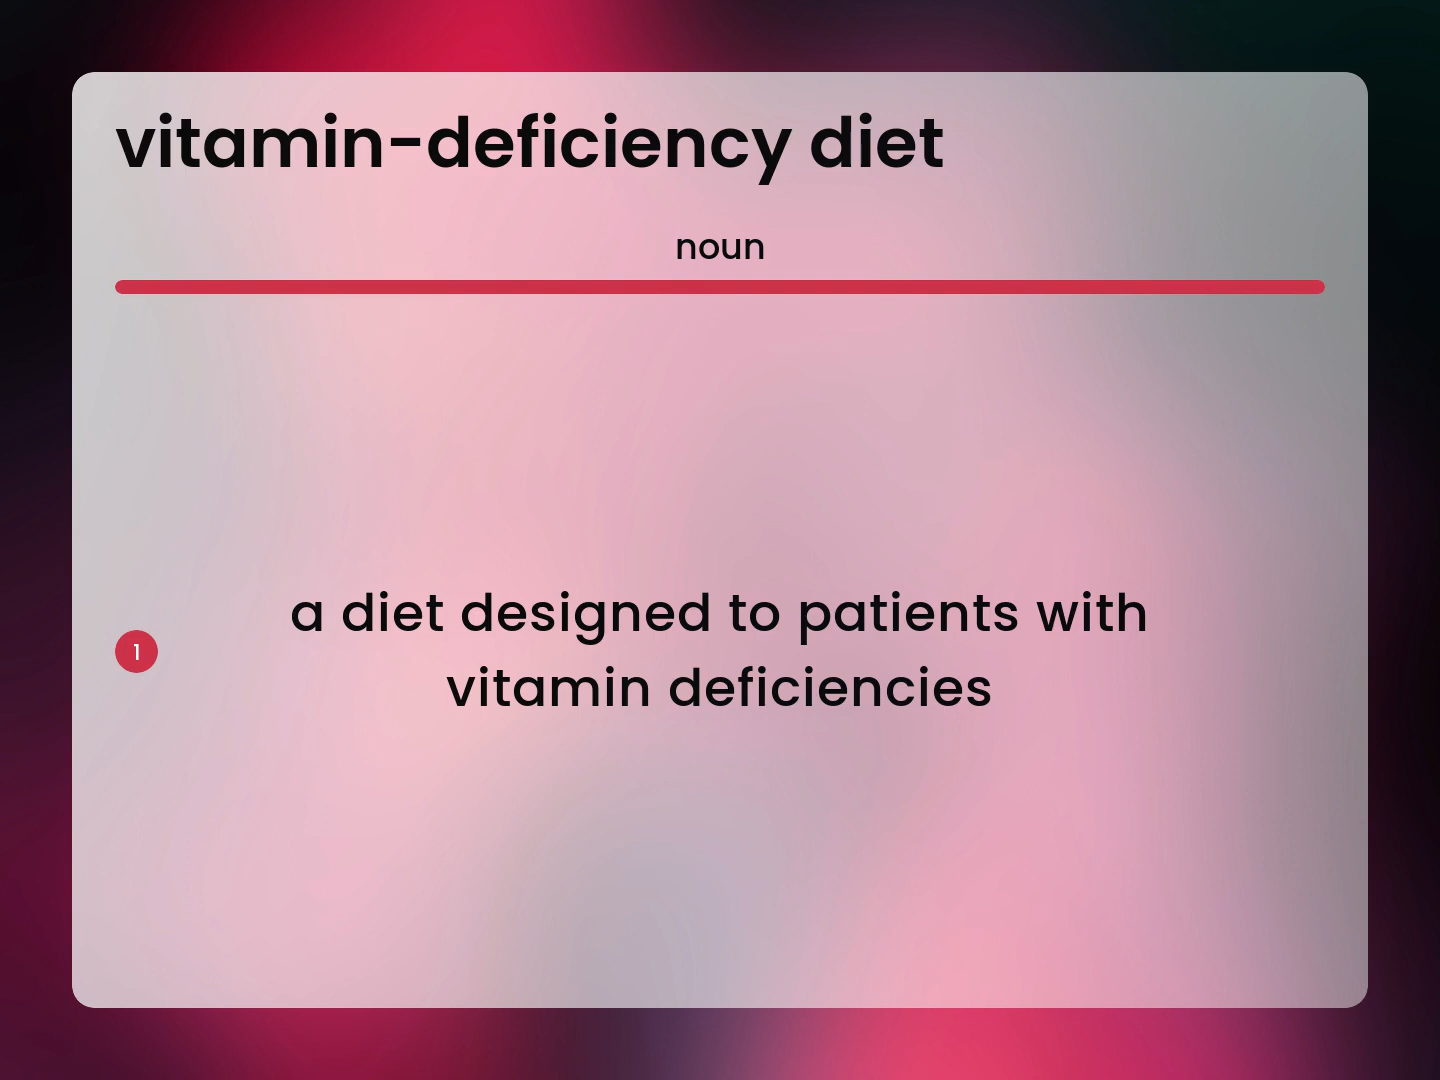 vitamin-deficiency diet
noun
1
a diet designed to patients with
vitamin deficiencies